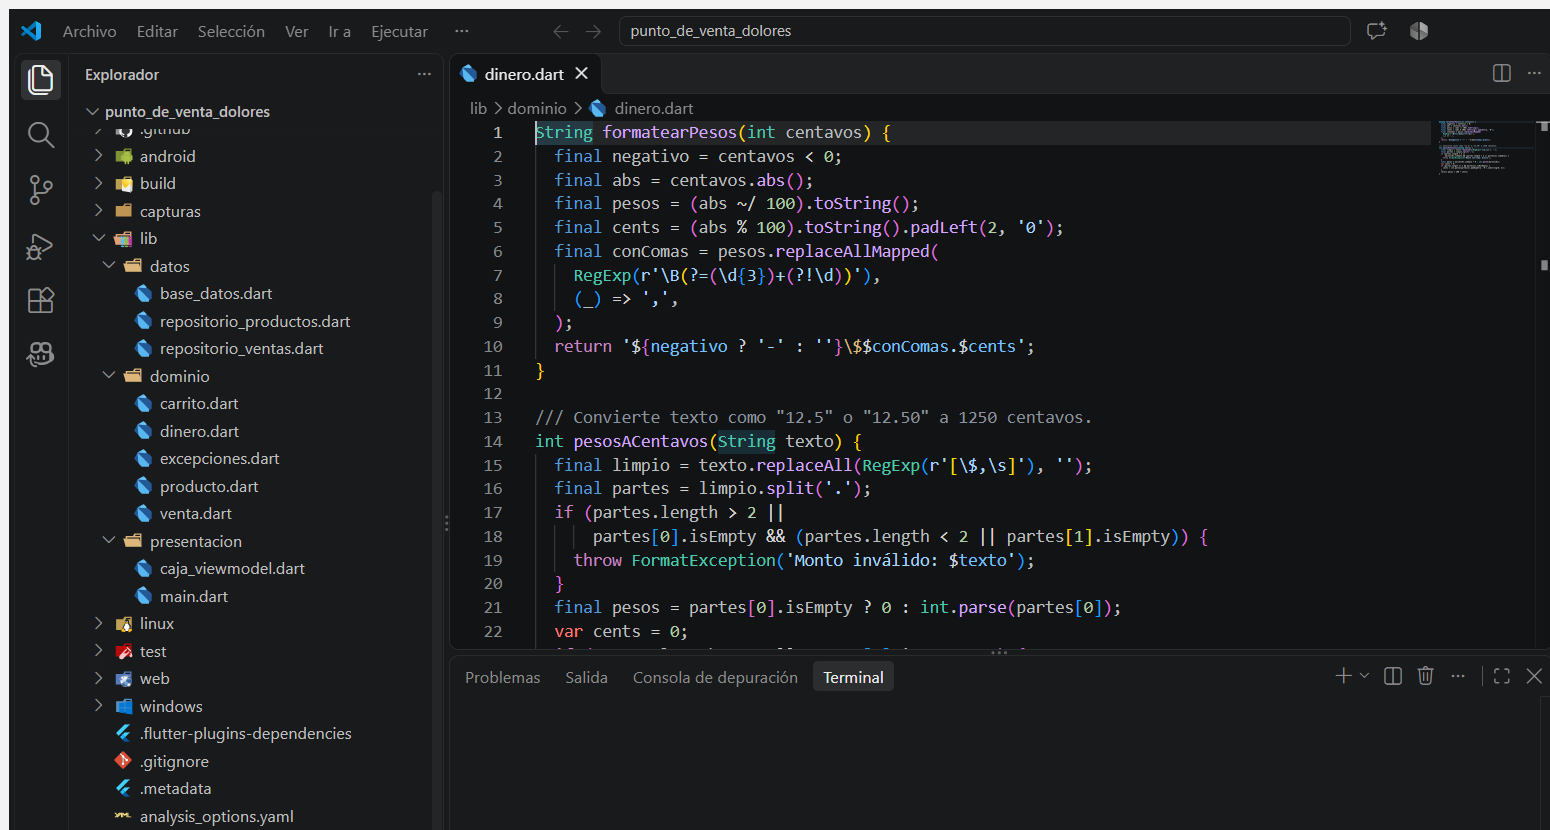 Archivo Editar Selección Ver Ir a Ejecutar ··· punto_de_venta_dolores
Explorador ···
punto_de_venta_dolores
.github
android
build
capturas
lib
datos
base_datos.dart
repositorio_productos.dart
repositorio_ventas.dart
dominio
carrito.dart
dinero.dart
excepciones.dart
producto.dart
venta.dart
presentacion
caja_viewmodel.dart
main.dart
linux
test
web
windows
.flutter-plugins-dependencies
.gitignore
.metadata
analysis_options.yaml
dinero.dart
lib > dominio > dinero.dart
1 String formatearPesos(int centavos) {
2   final negativo = centavos < 0;
3   final abs = centavos.abs();
4   final pesos = (abs ~/ 100).toString();
5   final cents = (abs % 100).toString().padLeft(2, '0');
6   final conComas = pesos.replaceAllMapped(
7     RegExp(r'\B(?=(\d{3})+(?!\d))'),
8     (_) => ',',
9   );
10   return '${negativo ? '-' : ''}\$$conComas.$cents';
11 }
12
13 /// Convierte texto como "12.5" o "12.50" a 1250 centavos.
14 int pesosACentavos(String texto) {
15   final limpio = texto.replaceAll(RegExp(r'[\$,\s]'), '');
16   final partes = limpio.split('.');
17   if (partes.length > 2 ||
18       partes[0].isEmpty && (partes.length < 2 || partes[1].isEmpty)) {
19     throw FormatException('Monto inválido: $texto');
20   }
21   final pesos = partes[0].isEmpty ? 0 : int.parse(partes[0]);
22   var cents = 0;
Problemas Salida Consola de depuración Terminal